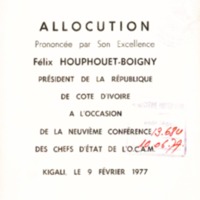 ALLOCUTION
Prononcée par Son Excellence
Félix HOUPHOUET-BOIGNY
PRÉSIDENT DE LA RÉPUBLIQUE
DE COTE D'IVOIRE
A L'OCCASION
DE LA NEUVIÈME CONFÉRENCE
DES CHEFS D'ÉTAT DE L'O.C.A.M.
KIGALI, LE 9 FÉVRIER 1977